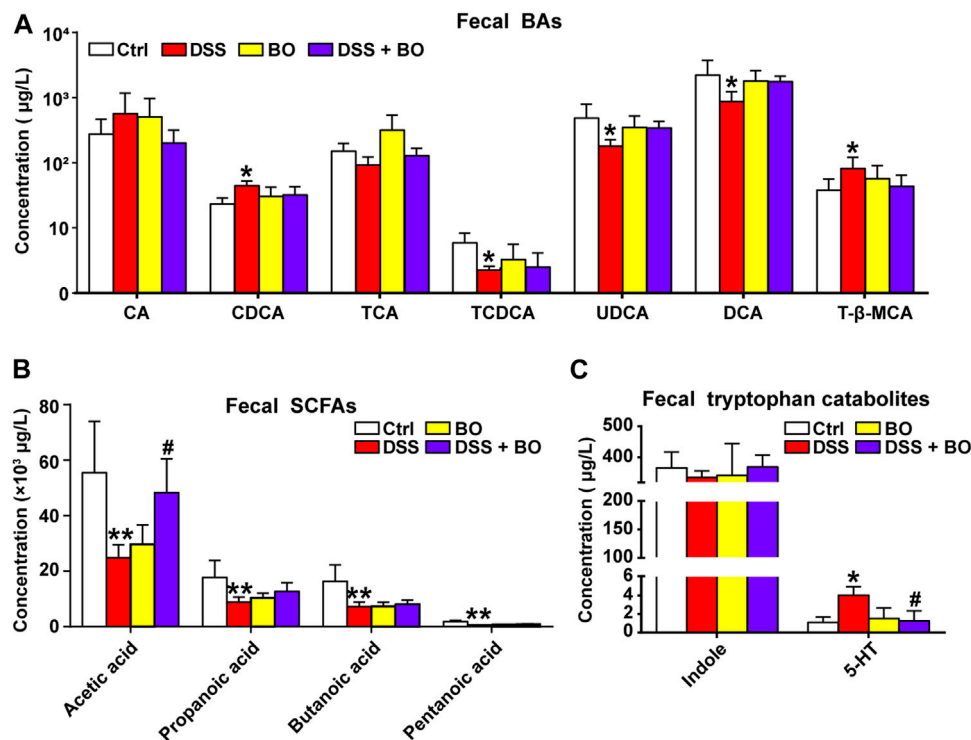 A
Fecal BAs
Ctrl DSS BO DSS + BO
Concentration ( µg/L)
10⁴
10³
10²
10
0
*
*
*
*
*
CA CDCA TCA TCDCA UDCA DCA T-β-MCA
B
Fecal SCFAs
Ctrl BO
DSS DSS + BO
Concentration (×10³ µg/L)
80
60
40
20
0
**
#
**
**
**
Acetic acid
Propanoic acid
Butanoic acid
Pentanoic acid
C
Fecal tryptophan catabolites
Ctrl BO
DSS DSS + BO
Concentration ( µg/L)
500
400
200
100
6
4
2
0
*
#
Indole
5-HT